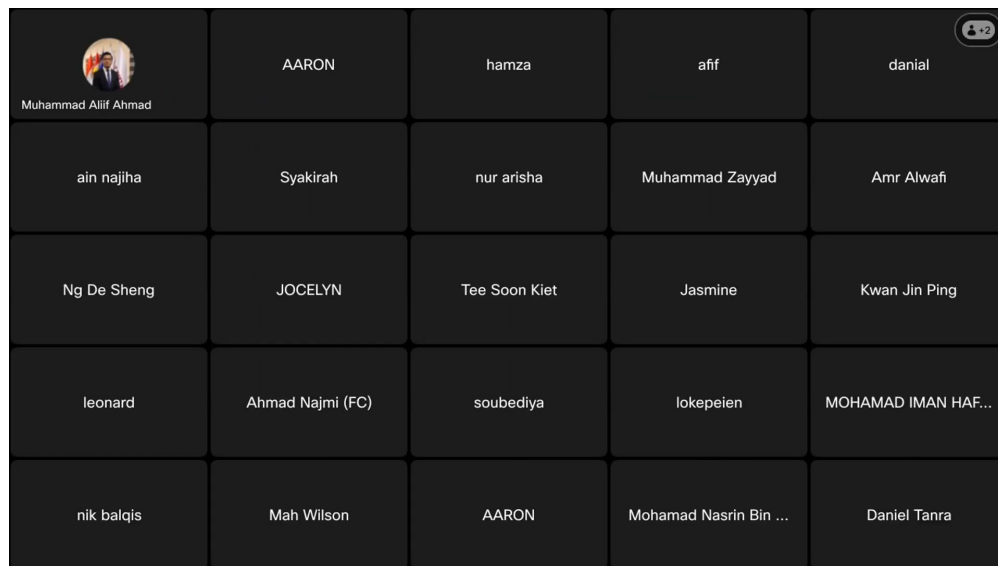 +2
AARON
hamza
afif
danial
Muhammad Aliif Ahmad
ain najiha
Syakirah
nur arisha
Muhammad Zayyad
Amr Alwafi
Ng De Sheng
JOCELYN
Tee Soon Kiet
Jasmine
Kwan Jin Ping
leonard
Ahmad Najmi (FC)
soubediya
lokepeien
MOHAMAD IMAN HAF...
nik balqis
Mah Wilson
AARON
Mohamad Nasrin Bin ...
Daniel Tanra